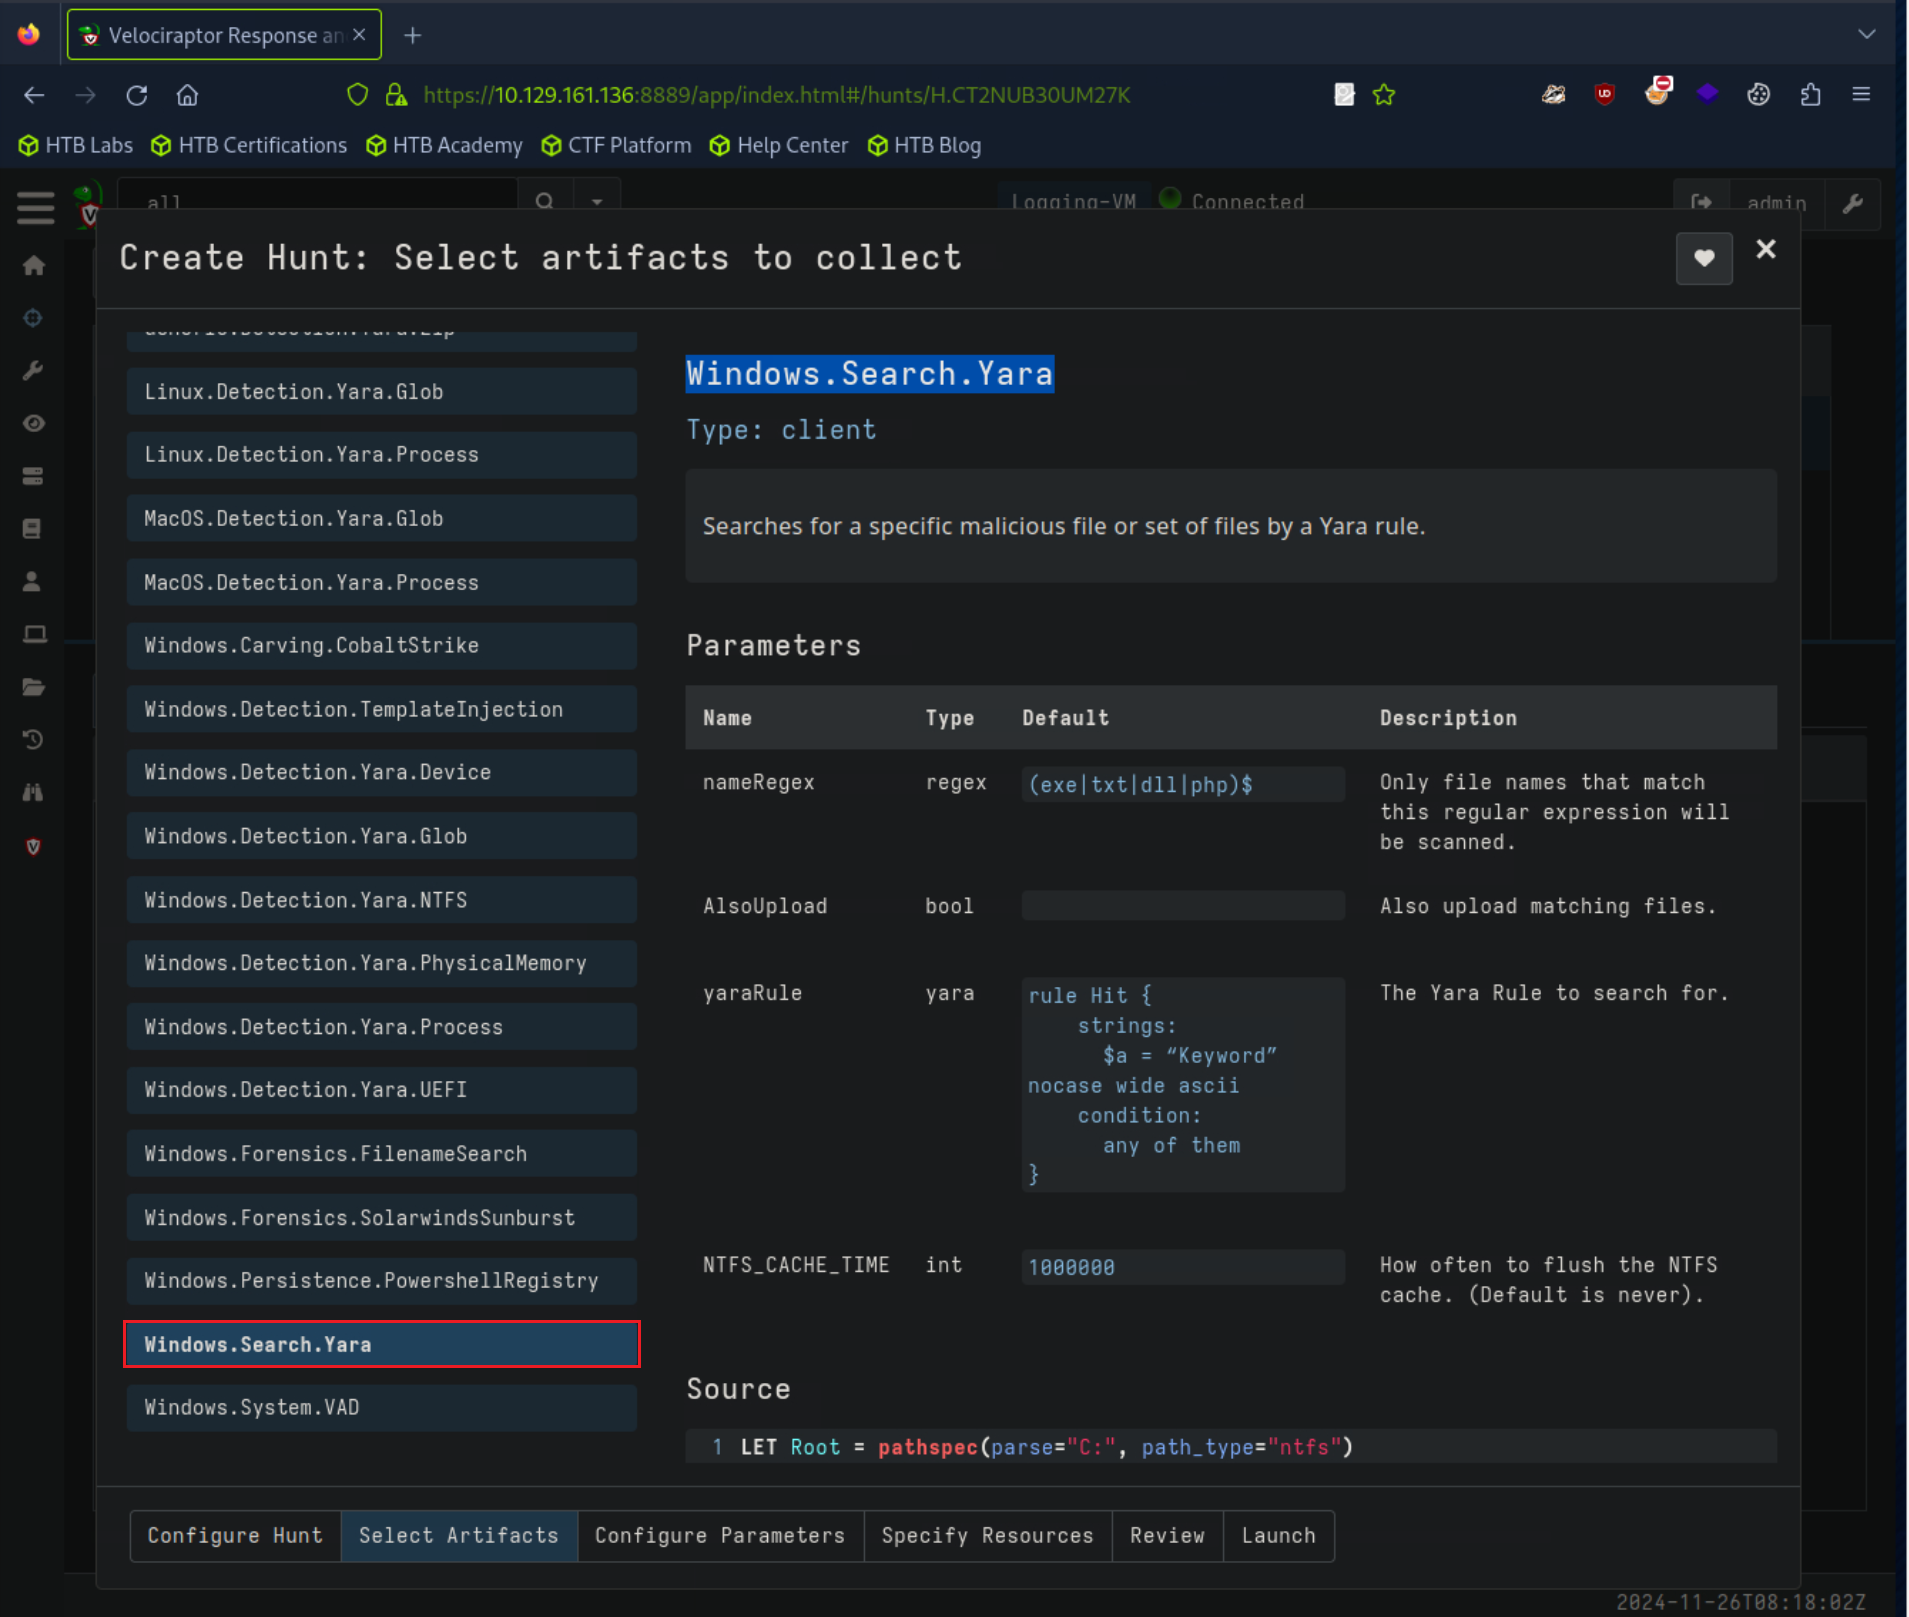 Velociraptor Response an
https://10.129.161.136:8889/app/index.html#/hunts/H.CT2NUB30UM27K
HTB Labs HTB Certifications HTB Academy CTF Platform Help Center HTB Blog
all Logging-VM Connected admin
Create Hunt: Select artifacts to collect
Generic.Detection.Yara.Zip
Linux.Detection.Yara.Glob
Linux.Detection.Yara.Process
MacOS.Detection.Yara.Glob
MacOS.Detection.Yara.Process
Windows.Carving.CobaltStrike
Windows.Detection.TemplateInjection
Windows.Detection.Yara.Device
Windows.Detection.Yara.Glob
Windows.Detection.Yara.NTFS
Windows.Detection.Yara.PhysicalMemory
Windows.Detection.Yara.Process
Windows.Detection.Yara.UEFI
Windows.Forensics.FilenameSearch
Windows.Forensics.SolarwindsSunburst
Windows.Persistence.PowershellRegistry
Windows.Search.Yara
Windows.System.VAD
Windows.Search.Yara
Type: client
Searches for a specific malicious file or set of files by a Yara rule.
Parameters
Name Type Default Description
nameRegex regex (exe|txt|dll|php)$ Only file names that match
this regular expression will
be scanned.
AlsoUpload bool Also upload matching files.
yaraRule yara rule Hit { The Yara Rule to search for.
strings:
$a = “Keyword”
nocase wide ascii
condition:
any of them
}
NTFS_CACHE_TIME int 1000000 How often to flush the NTFS
cache. (Default is never).
Source
1 LET Root = pathspec(parse="C:", path_type="ntfs")
Configure Hunt Select Artifacts Configure Parameters Specify Resources Review Launch
2024-11-26T08:18:02Z